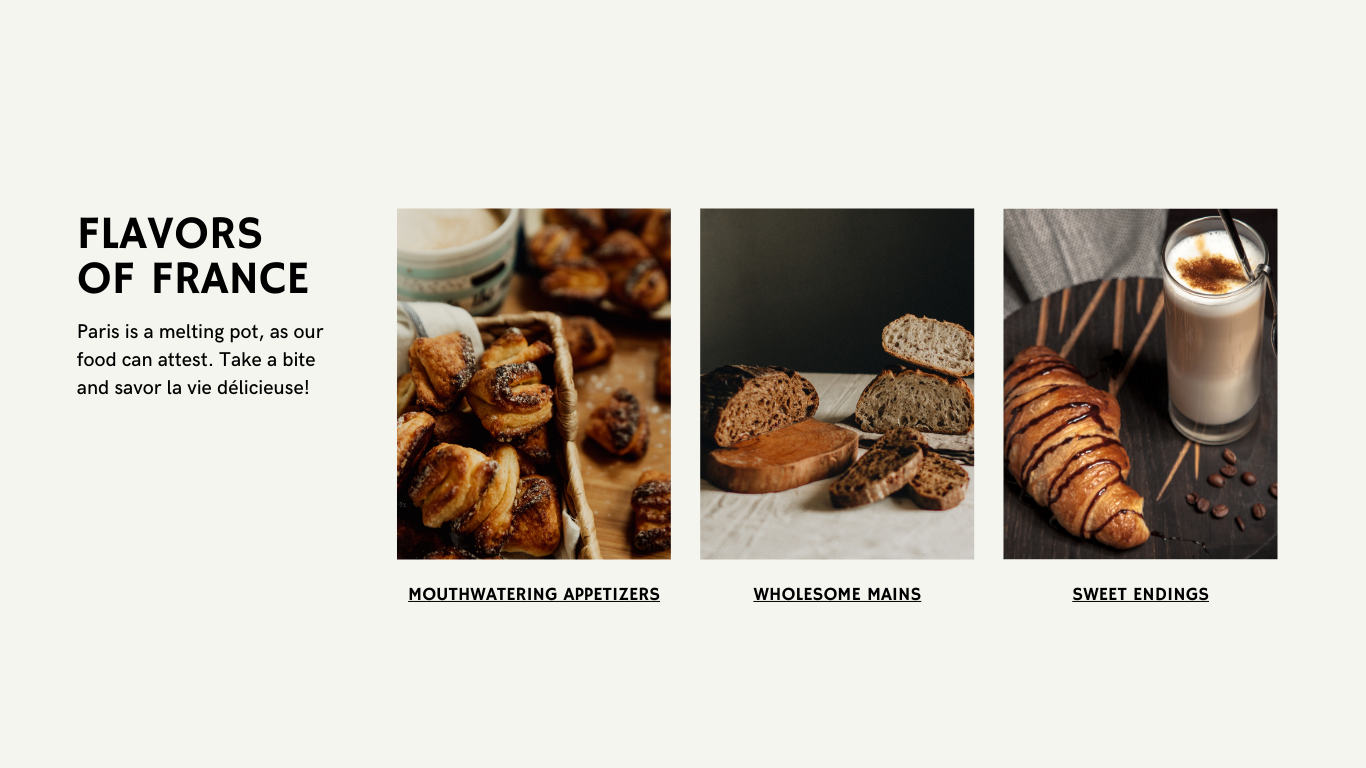 FLAVORS
OF FRANCE
Paris is a melting pot, as our
food can attest. Take a bite
and savor la vie délicieuse!
MOUTHWATERING APPETIZERS
WHOLESOME MAINS
SWEET ENDINGS